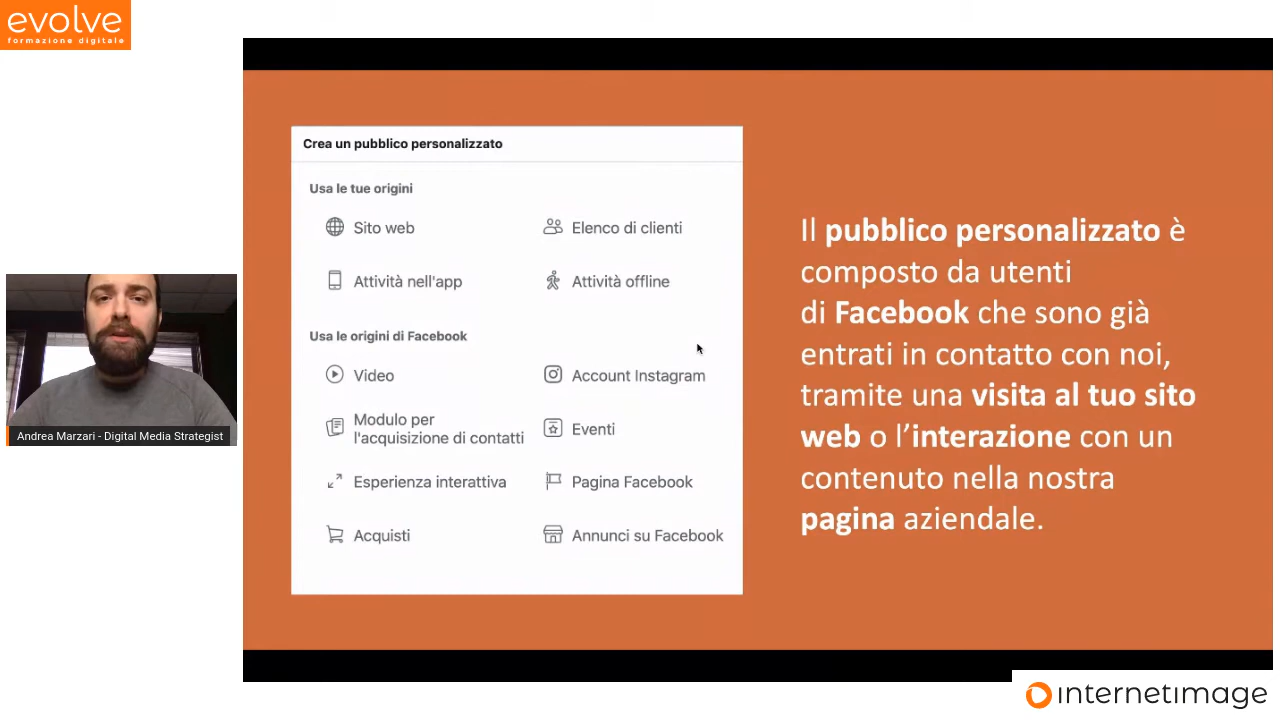 evolve
formazione digitale
Crea un pubblico personalizzato
Usa le tue origini
Sito web
Elenco di clienti
Attività nell'app
Attività offline
Usa le origini di Facebook
Video
Account Instagram
Modulo per
l'acquisizione di contatti
Eventi
Esperienza interattiva
Pagina Facebook
Acquisti
Annunci su Facebook
Il pubblico personalizzato è
composto da utenti
di Facebook che sono già
entrati in contatto con noi,
tramite una visita al tuo sito
web o l’interazione con un
contenuto nella nostra
pagina aziendale.
Andrea Marzari - Digital Media Strategist
internetimage